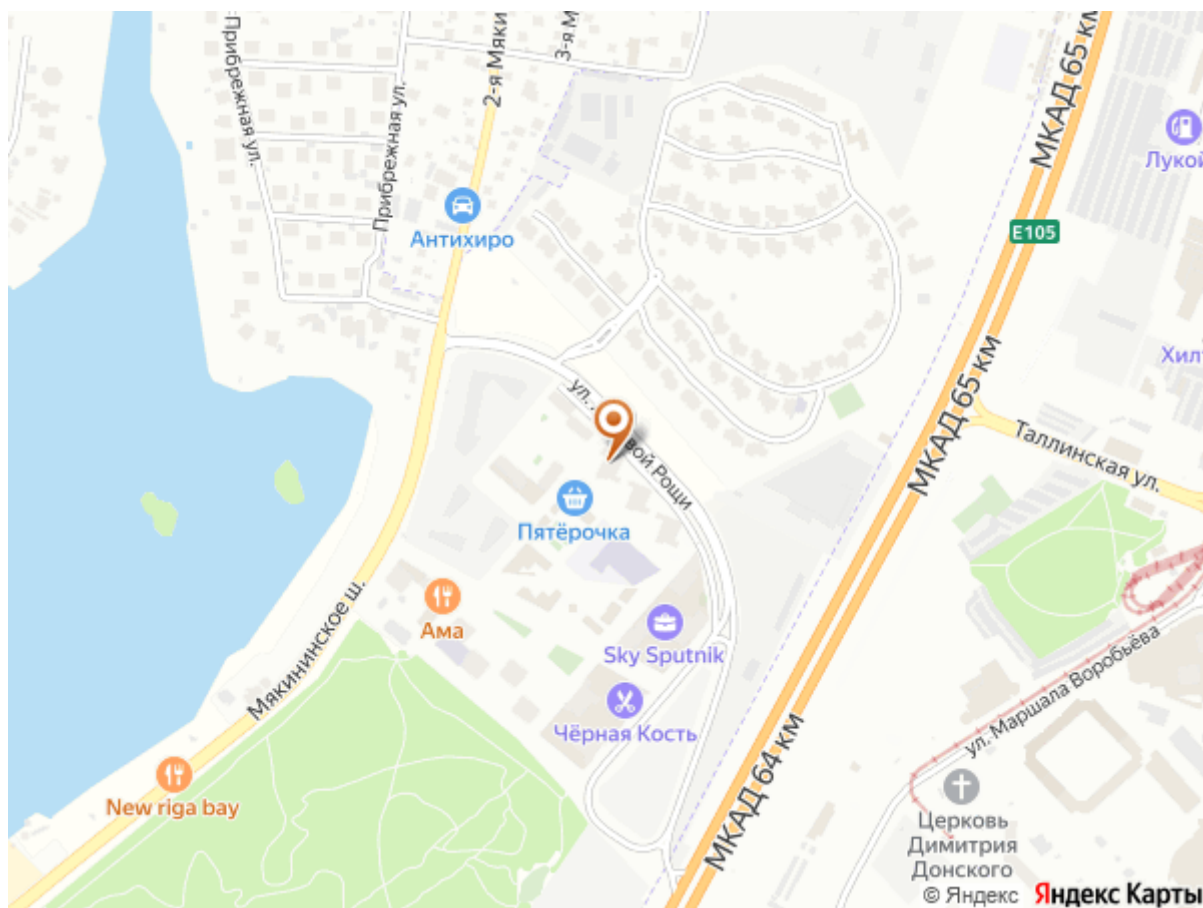 Прибрежная ул.
Прибрежная ул.
2-я Мяки
3-я М
МКАД 65 км
Лукой
Антихиро
E105
Хилт
МКАД 65 км
Таллинская ул.
ул.
вой Рощи
Пятёрочка
Ама
Sky Sputnik
Мякининское ш.
Чёрная Кость
ул. Маршала Воробьёва
МКАД 64 км
New riga bay
Церковь
Димитрия
Донского
© Яндекс Яндекс Карты